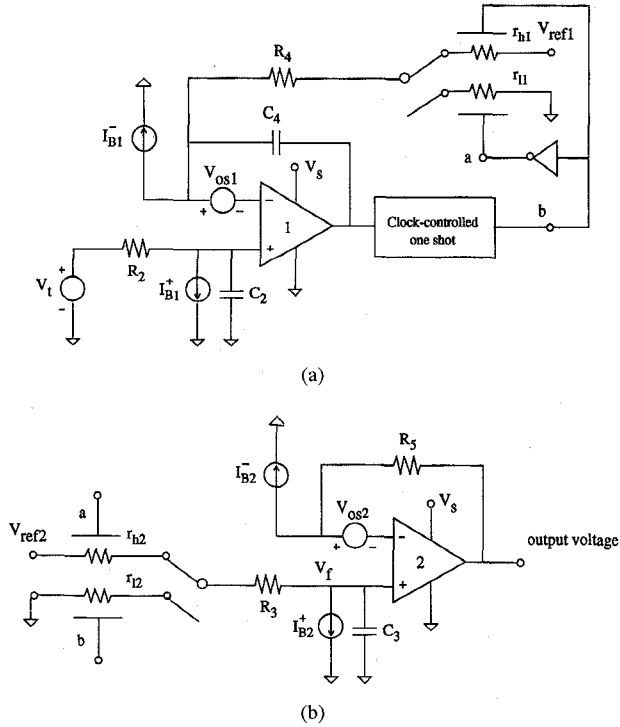 r_h1
V_ref1
R_4
r_l1
C_4
I_B1^-
V_os1
V_s
a
1
Clock-controlled
one shot
b
R_2
V_t
I_B1^+
C_2
(a)
R_5
I_B2^-
V_os2
V_s
a
V_ref2
r_h2
2
output voltage
V_f
r_l2
R_3
b
I_B2^+
C_3
(b)